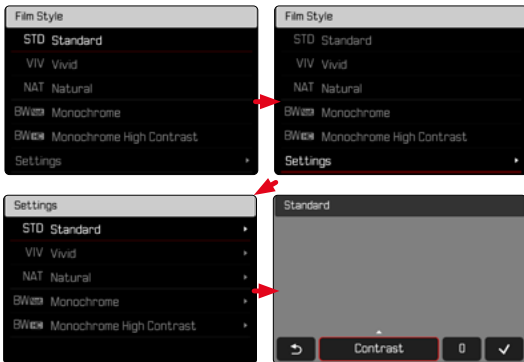 Film Style
STD Standard
VIV Vivid
NAT Natural
BW Monochrome
BW Monochrome High Contrast
Settings
Film Style
STD Standard
VIV Vivid
NAT Natural
BW Monochrome
BW Monochrome High Contrast
Settings
Settings
STD Standard
VIV Vivid
NAT Natural
BW Monochrome
BW Monochrome High Contrast
Standard
Contrast 0